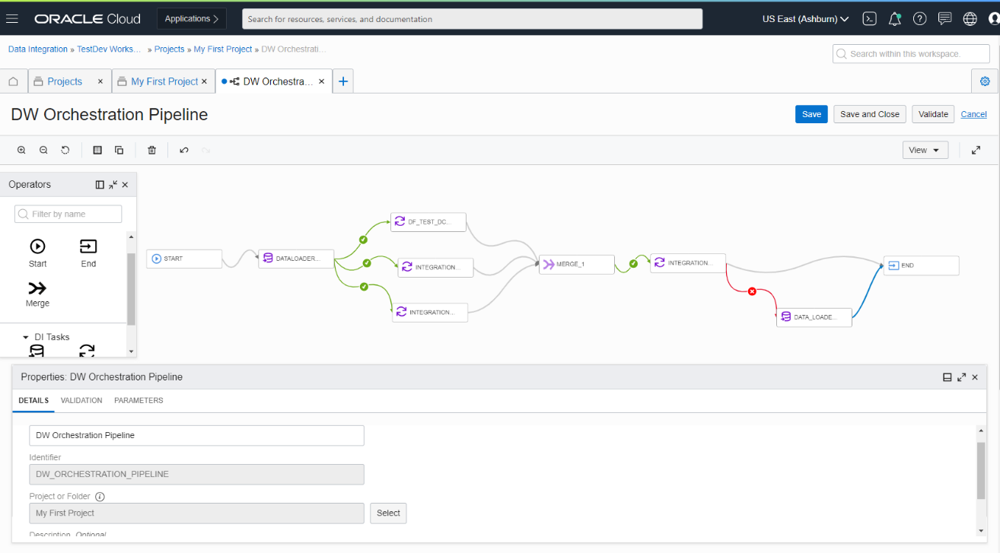 ORACLE Cloud Applications Search for resources, services, and documentation US East (Ashburn)
Data Integration » TestDev Works... » Projects » My First Project » DW Orchestrati...
Search within this workspace.
Projects × My First Project × DW Orchestra... × +
DW Orchestration Pipeline
Save Save and Close Validate Cancel
View
Operators
Filter by name
Start End
Merge
DI Tasks
START
DATALOADER...
DF_TEST_DC...
INTEGRATION...
INTEGRATION...
MERGE_1
INTEGRATION...
END
DATA_LOADE...
Properties: DW Orchestration Pipeline
DETAILS VALIDATION PARAMETERS
DW Orchestration Pipeline
Identifier
DW_ORCHESTRATION_PIPELINE
Project or Folder
My First Project Select
Description Optional